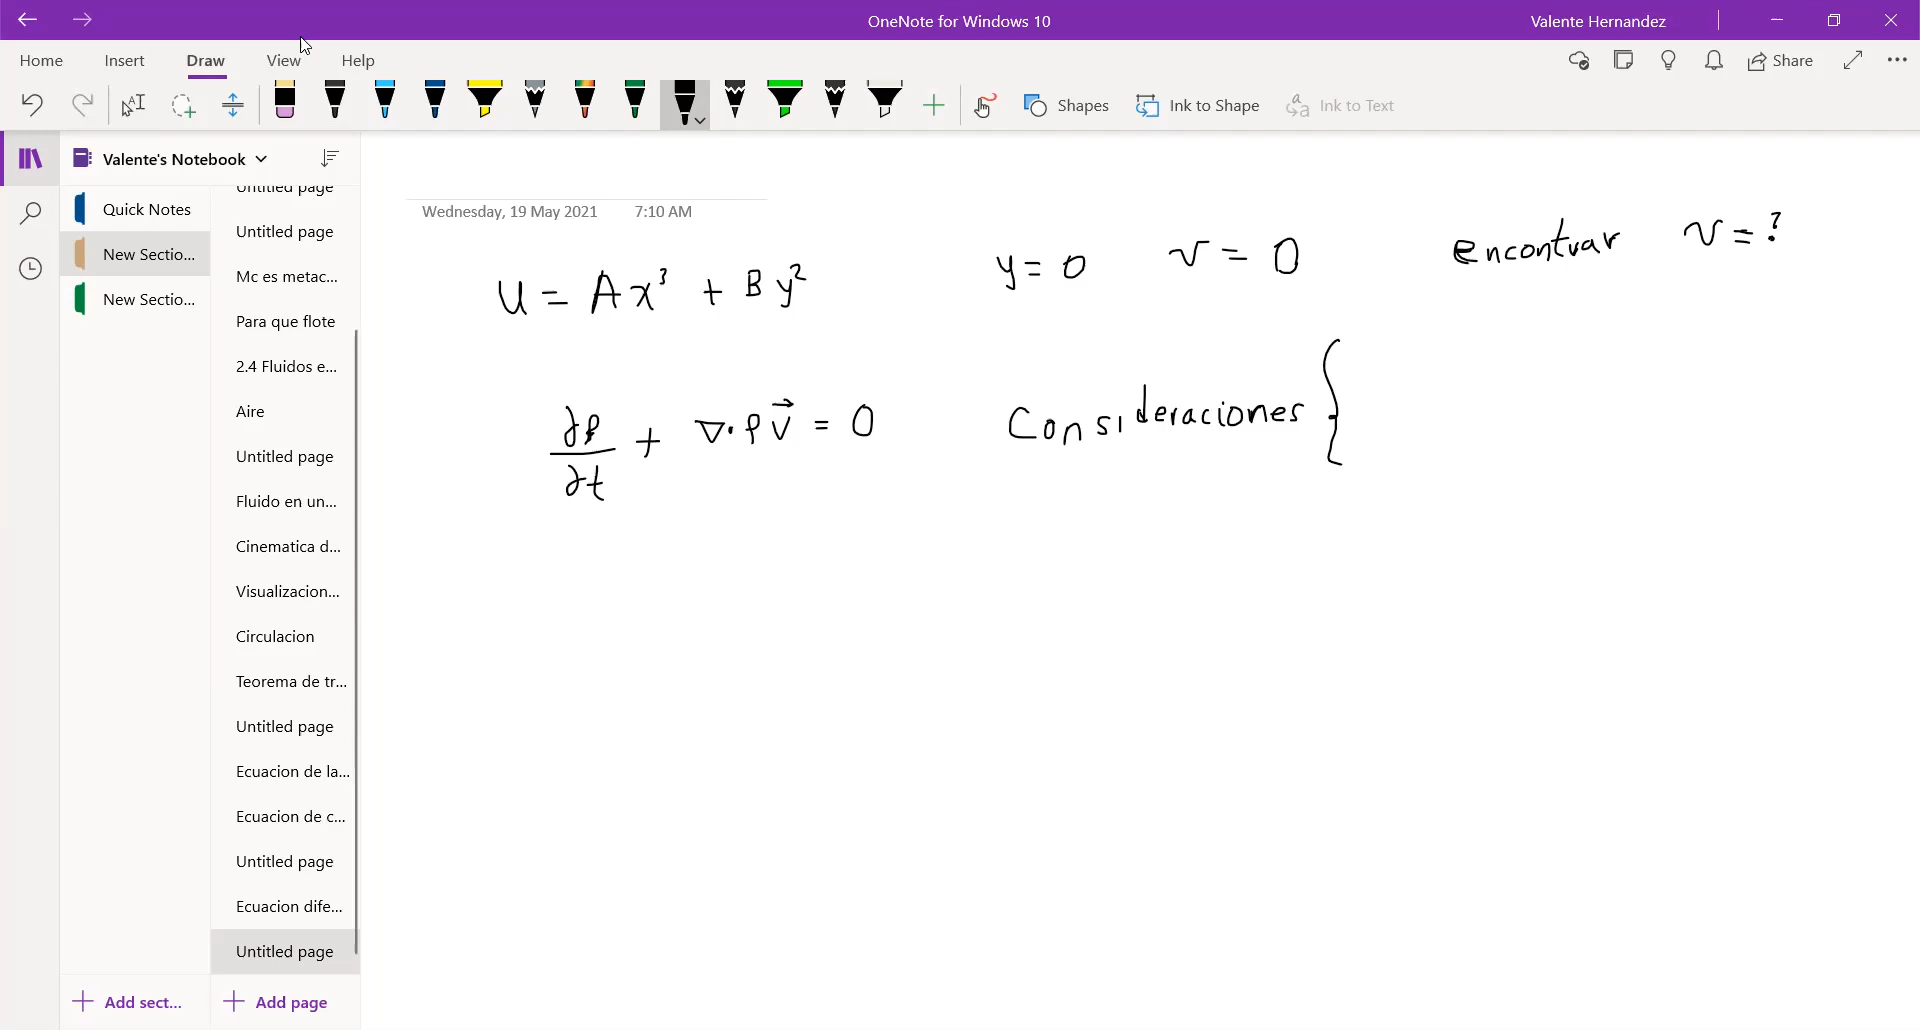 OneNote for Windows 10
Valente Hernandez
Home Insert Draw View Help
Share
Shapes Ink to Shape Ink to Text
Valente's Notebook
Quick Notes
New Sectio...
New Sectio...
Untitled page
Untitled page
Mc es metac...
Para que flote
2.4 Fluidos e...
Aire
Untitled page
Fluido en un...
Cinematica d...
Visualizacion...
Circulacion
Teorema de tr...
Untitled page
Ecuacion de la...
Ecuacion de c...
Untitled page
Ecuacion dife...
Untitled page
Add sect...
Add page
Wednesday, 19 May 2021 7:10 AM
u = Ax³ + By² y = 0 v = 0 encontrar v = ?
∂ρ/∂t + ∇·ρv⃗ = 0 Consideraciones {